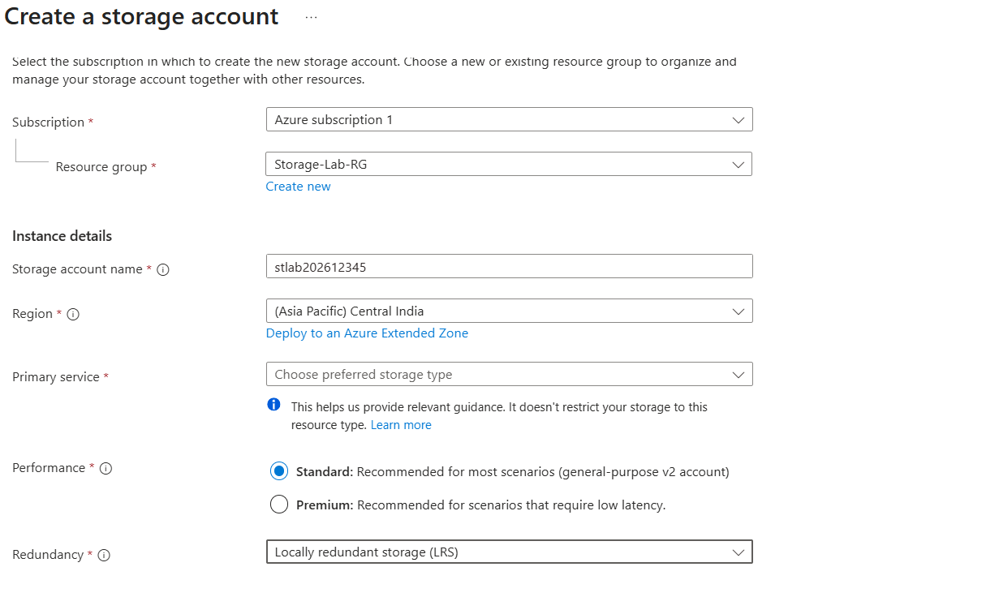 Create a storage account ...
Select the subscription in which to create the new storage account. Choose a new or existing resource group to organize and
manage your storage account together with other resources.
Subscription *
Azure subscription 1
Resource group *
Storage-Lab-RG
Create new
Instance details
Storage account name *
stlab202612345
Region *
(Asia Pacific) Central India
Deploy to an Azure Extended Zone
Primary service *
Choose preferred storage type
This helps us provide relevant guidance. It doesn't restrict your storage to this
resource type. Learn more
Performance *
Standard: Recommended for most scenarios (general-purpose v2 account)
Premium: Recommended for scenarios that require low latency.
Redundancy *
Locally redundant storage (LRS)